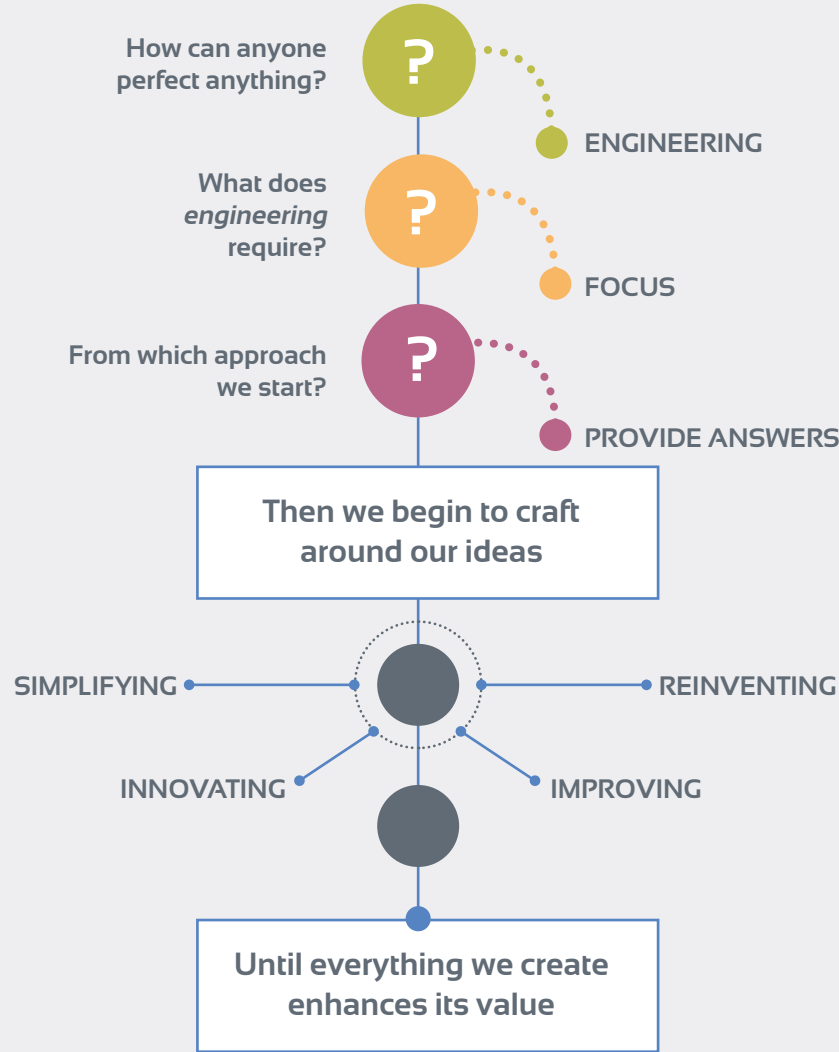 How can anyone
perfect anything?
?
ENGINEERING
What does
engineering
require?
?
FOCUS
From which approach
we start?
?
PROVIDE ANSWERS
Then we begin to craft
around our ideas
SIMPLIFYING
REINVENTING
INNOVATING
IMPROVING
Until everything we create
enhances its value